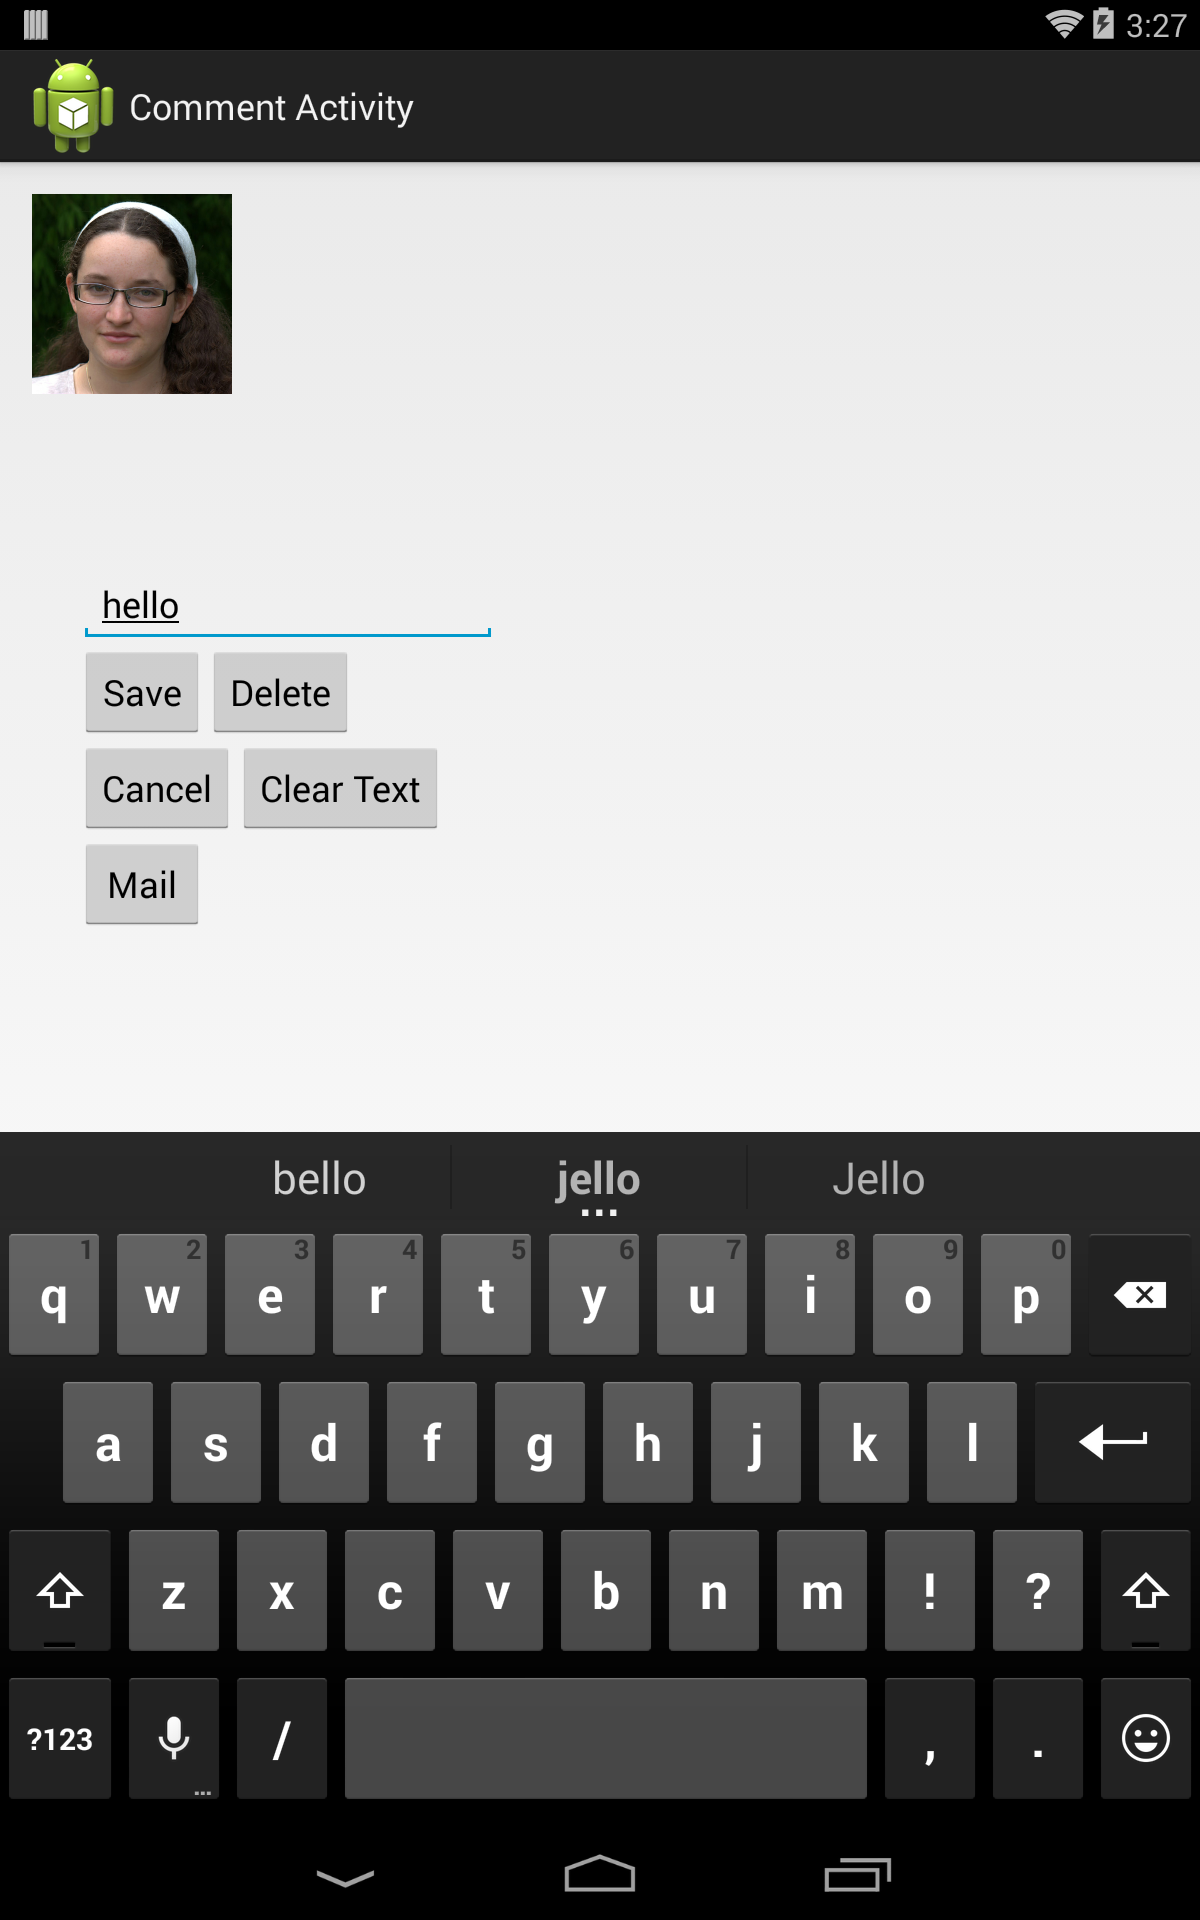 3:27
Comment Activity
hello
Save Delete
Cancel Clear Text
Mail
bello jello Jello
...
1 2 3 4 5 6 7 8 9 0
q w e r t y u i o p
a s d f g h j k l
z x c v b n m ! ?
?123 / , .
...